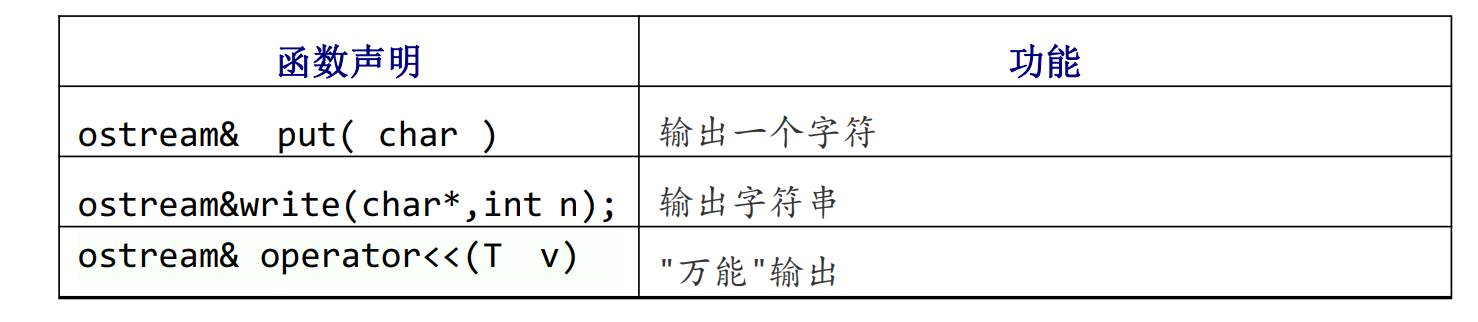 函数声明
功能
ostream&  put( char )
输出一个字符
ostream&write(char*,int n);
输出字符串
ostream& operator<<(T  v)
"万能"输出